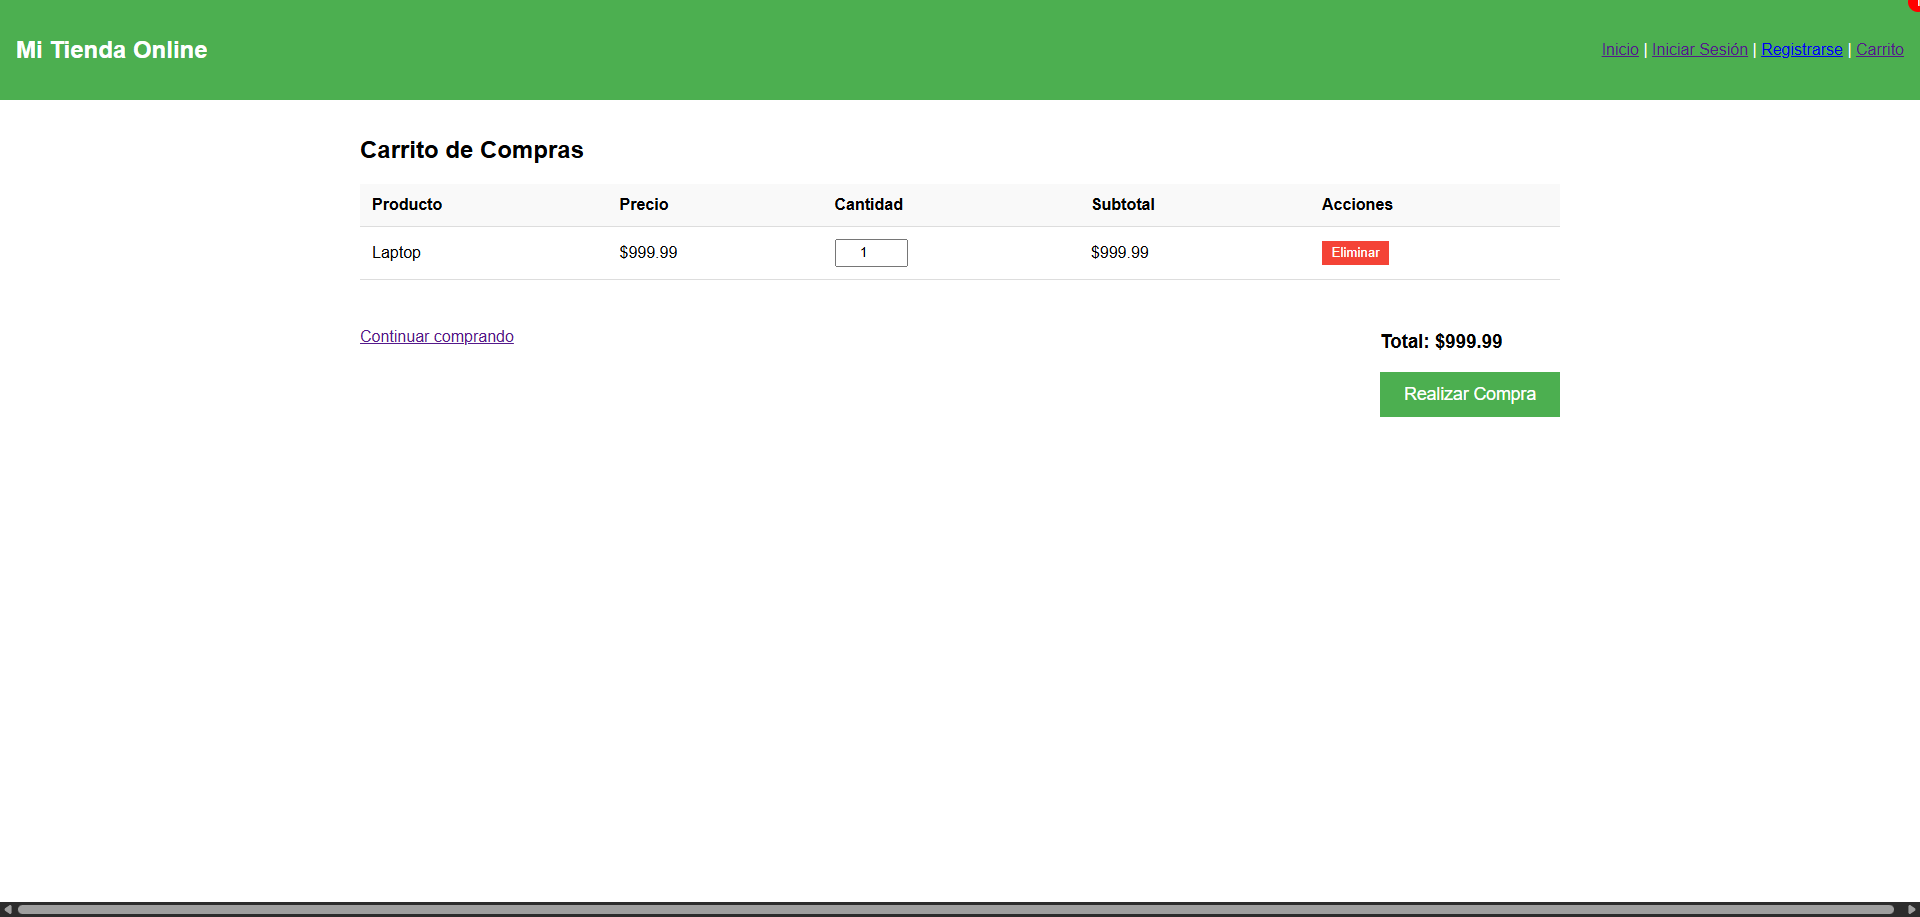 Mi Tienda Online
Inicio | Iniciar Sesión | Registrarse | Carrito
Carrito de Compras
Producto Precio Cantidad Subtotal Acciones
Laptop $999.99 1 $999.99 Eliminar
Continuar comprando
Total: $999.99
Realizar Compra